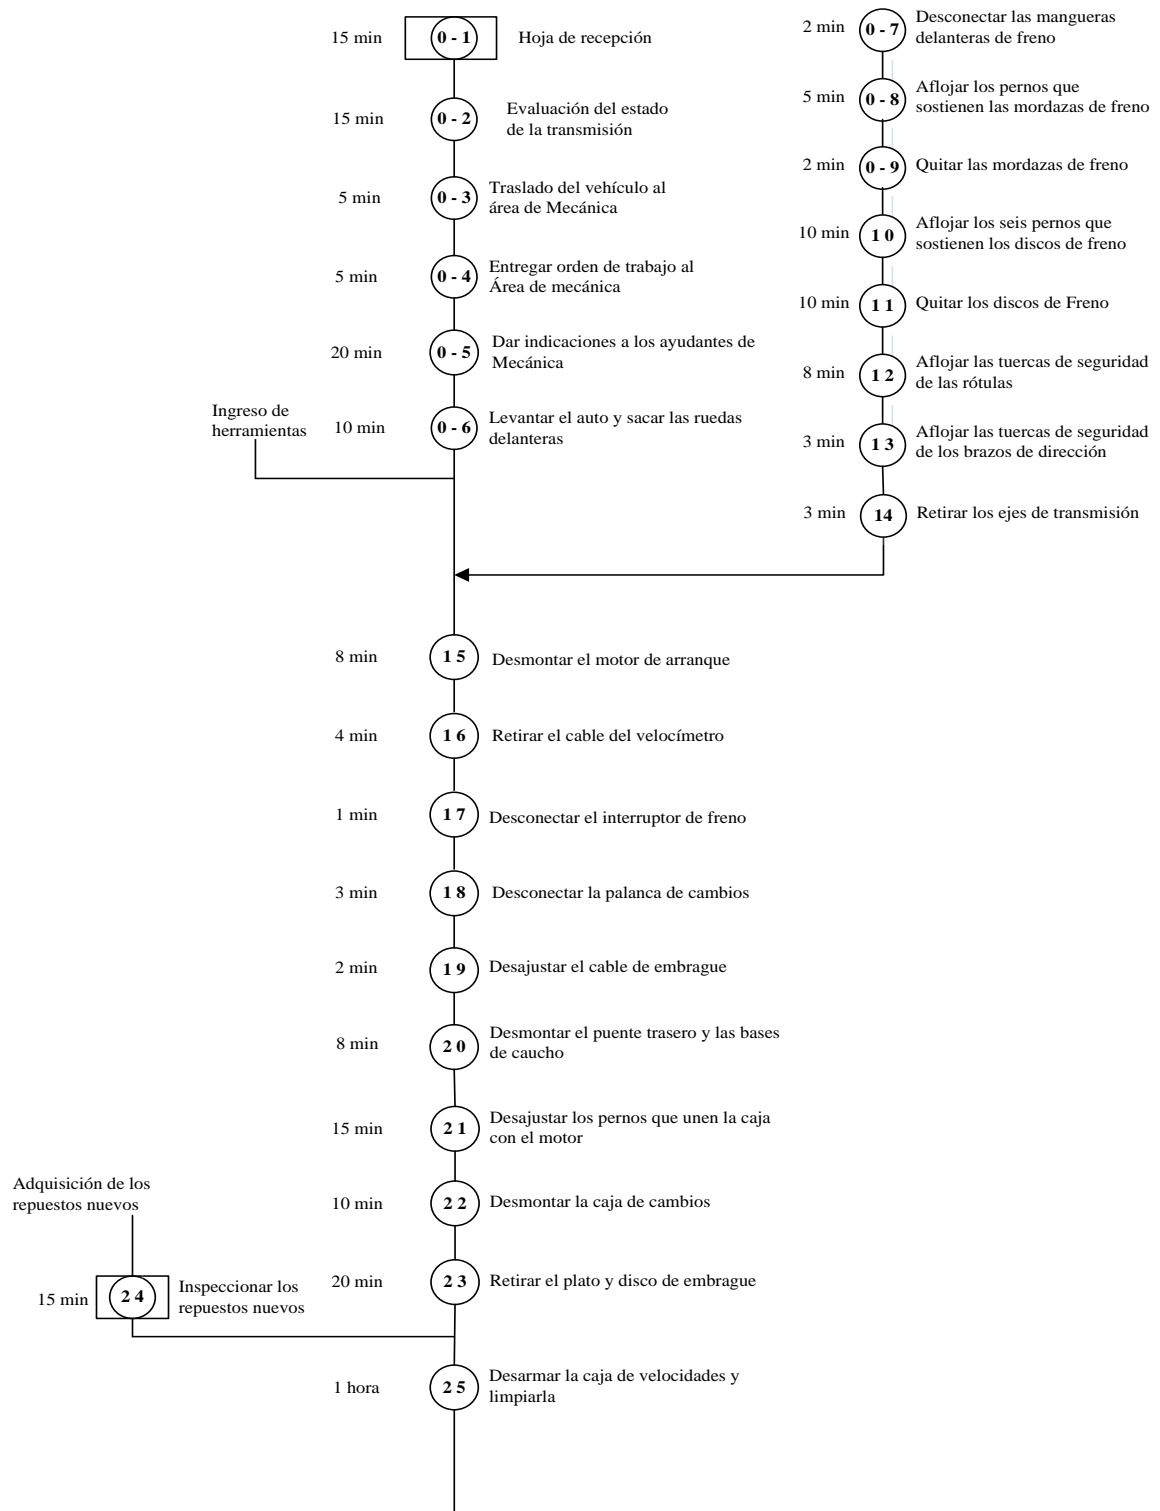 15 min
0 - 1
Hoja de recepción
15 min
0 - 2
Evaluación del estado
de la transmisión
5 min
0 - 3
Traslado del vehículo al
área de Mecánica
5 min
0 - 4
Entregar orden de trabajo al
Área de mecánica
20 min
0 - 5
Dar indicaciones a los ayudantes de
Mecánica
Ingreso de
herramientas
10 min
0 - 6
Levantar el auto y sacar las ruedas
delanteras
2 min
0 - 7
Desconectar las mangueras
delanteras de freno
5 min
0 - 8
Aflojar los pernos que
sostienen las mordazas de freno
2 min
0 - 9
Quitar las mordazas de freno
10 min
1 0
Aflojar los seis pernos que
sostienen los discos de freno
10 min
1 1
Quitar los discos de Freno
8 min
1 2
Aflojar las tuercas de seguridad
de las rótulas
3 min
1 3
Aflojar las tuercas de seguridad
de los brazos de dirección
3 min
14
Retirar los ejes de transmisión
8 min
1 5
Desmontar el motor de arranque
4 min
1 6
Retirar el cable del velocímetro
1 min
1 7
Desconectar el interruptor de freno
3 min
1 8
Desconectar la palanca de cambios
2 min
1 9
Desajustar el cable de embrague
8 min
2 0
Desmontar el puente trasero y las bases
de caucho
15 min
2 1
Desajustar los pernos que unen la caja
con el motor
10 min
2 2
Desmontar la caja de cambios
20 min
2 3
Retirar el plato y disco de embrague
Adquisición de los
repuestos nuevos
15 min
2 4
Inspeccionar los
repuestos nuevos
1 hora
2 5
Desarmar la caja de velocidades y
limpiarla